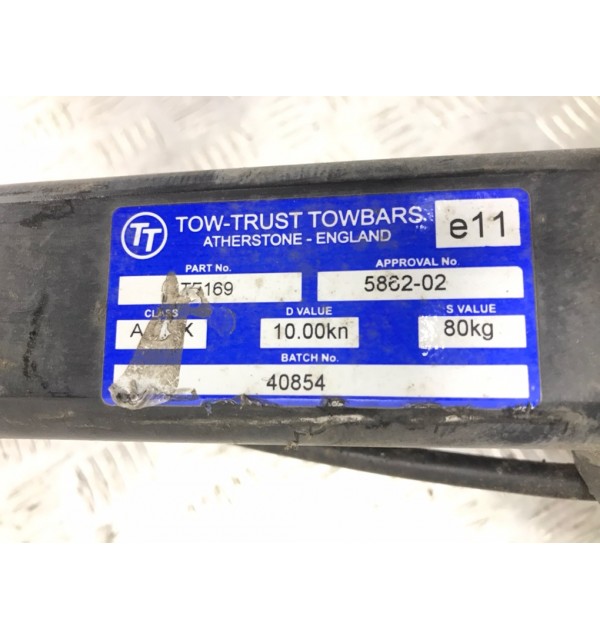 TT TOW-TRUST TOWBARS e11
ATHERSTONE - ENGLAND
PART No. APPROVAL No.
5862-02
CLASS D VALUE S VALUE
10.00kn 80kg
BATCH No.
40854